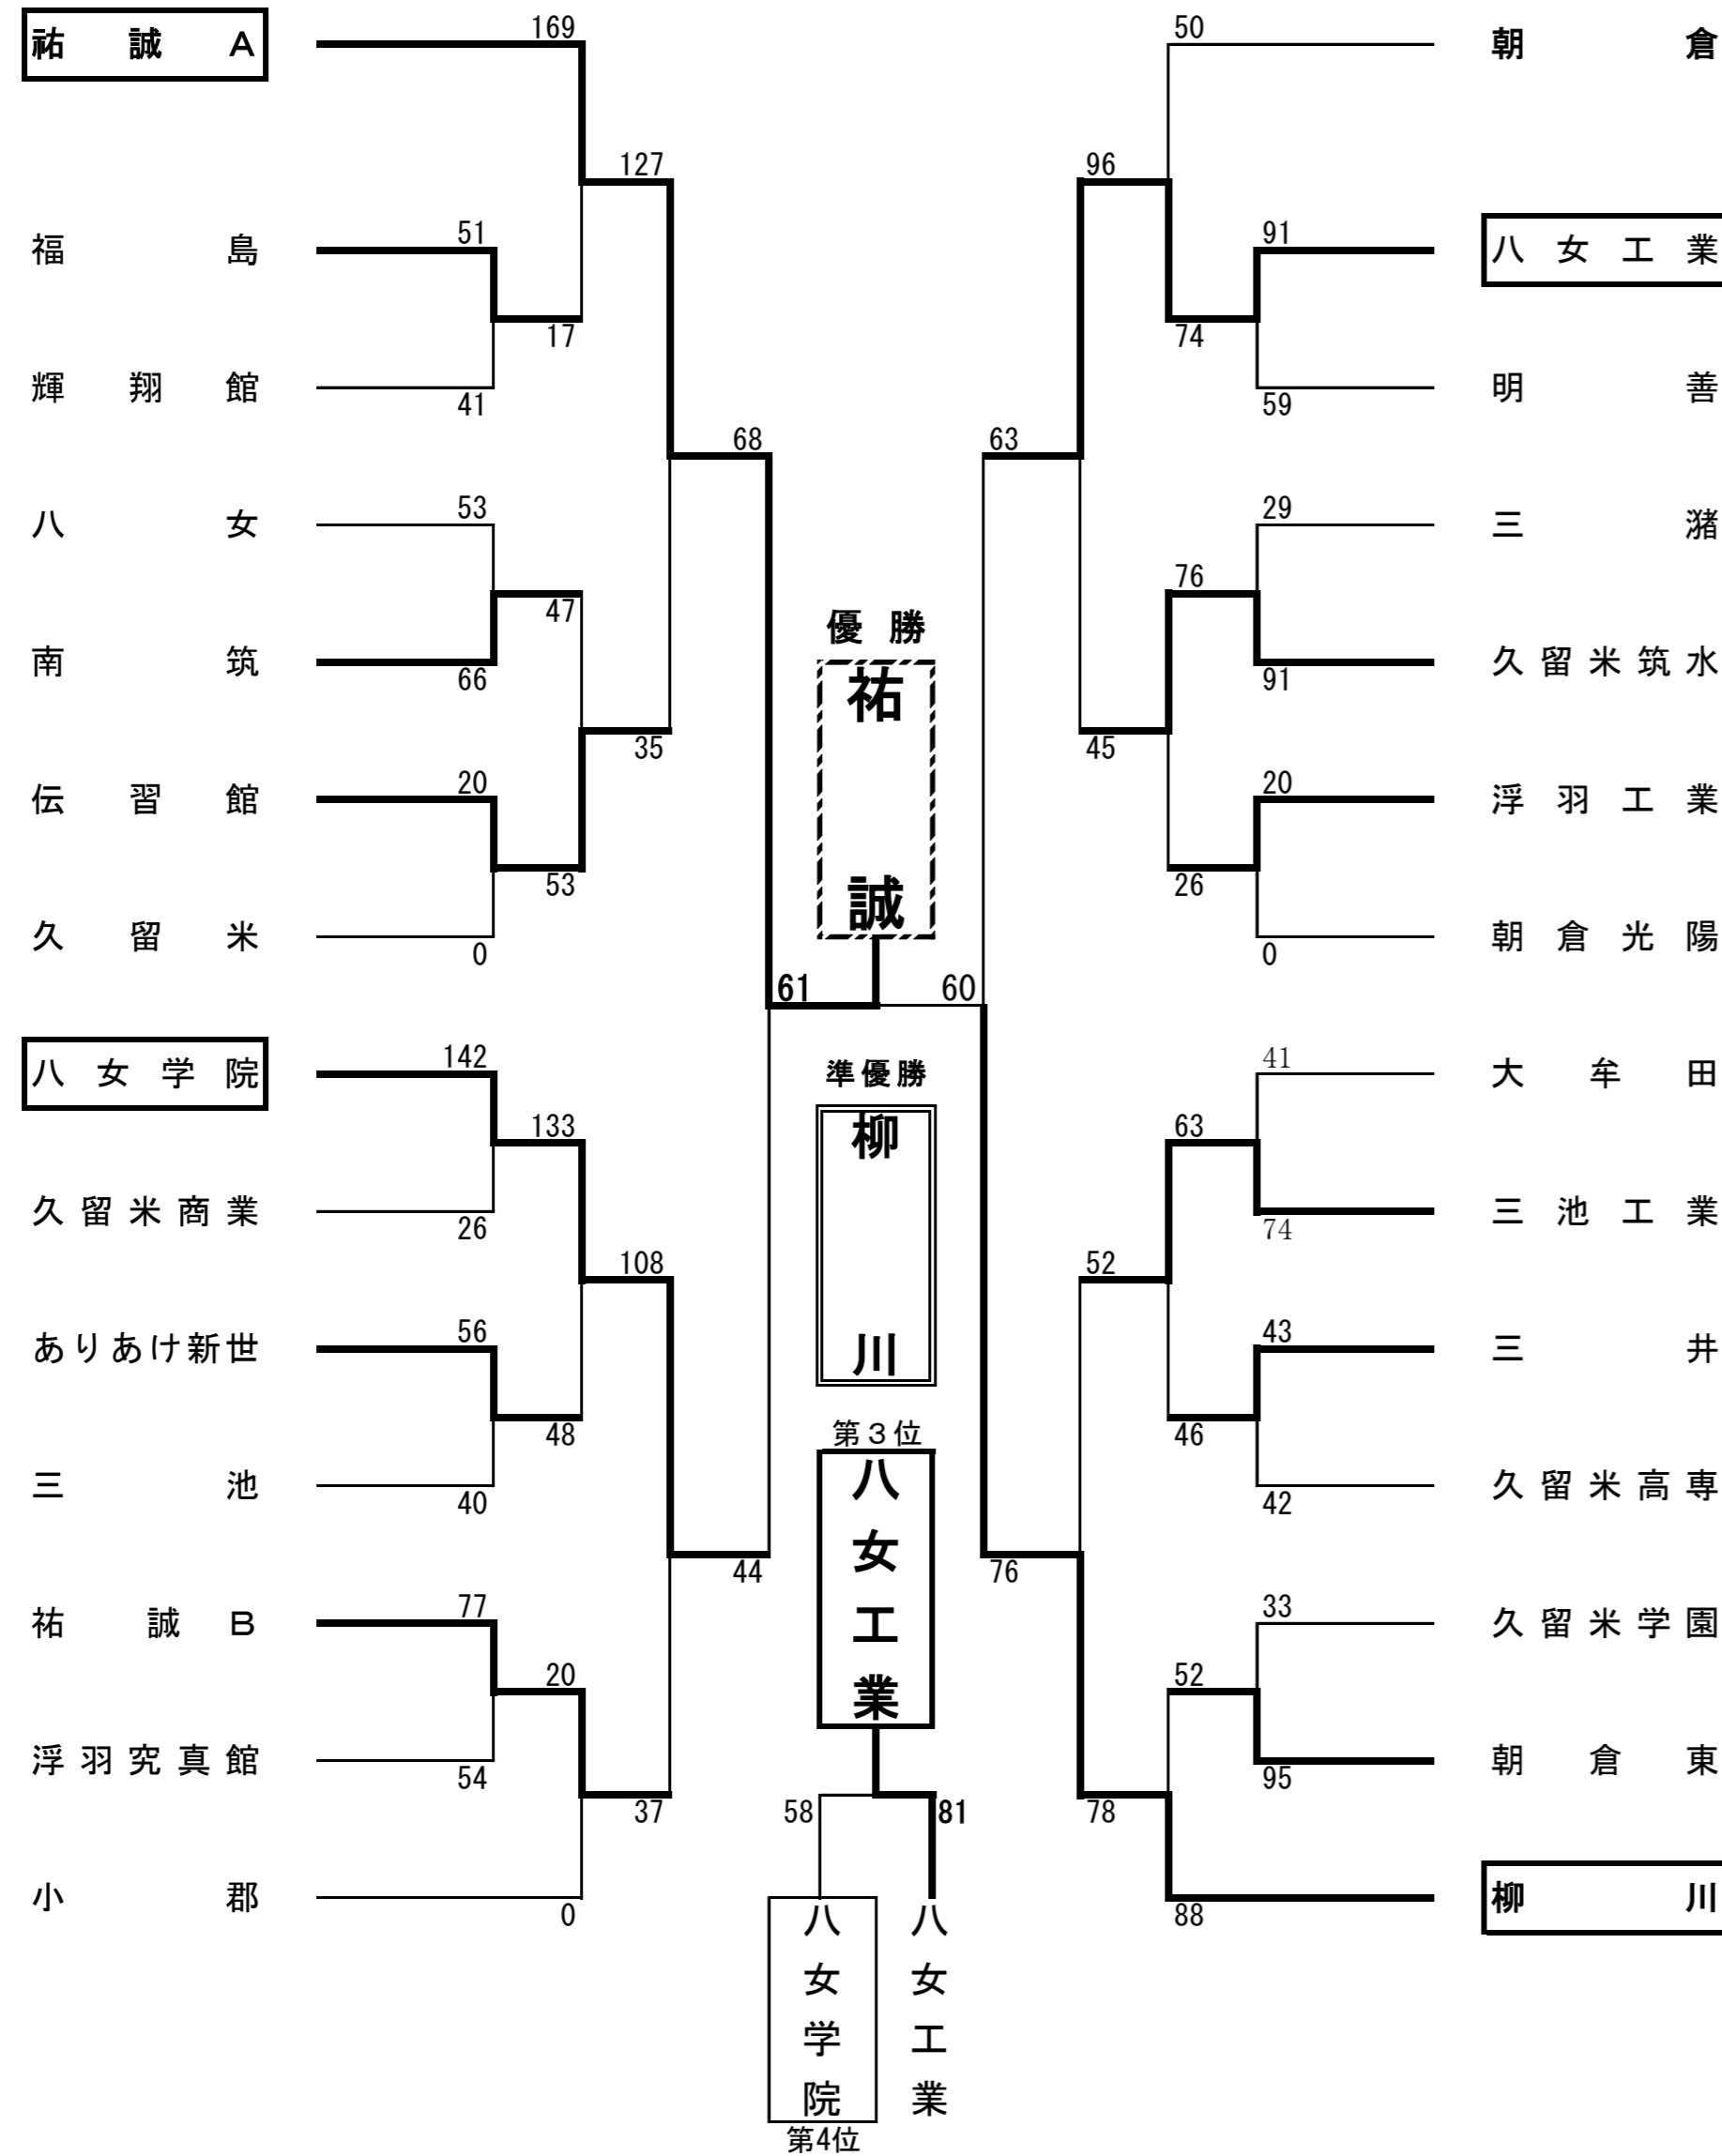 169
50
祐誠A
朝倉
127
96
51
91
福島
八女工業
17
74
輝翔館
明善
41
59
68
63
53
29
八女
三潴
76
47
優勝
南筑
祐
久留米筑水
66
91
35
45
20
20
伝習館
浮羽工業
53
誠
26
久留米
朝倉光陽
0
0
61
60
142
41
八女学院
準優勝
大牟田
133
柳
63
久留米商業
三池工業
26
74
108
52
56
43
ありあけ新世
川
三井
48
第3位
46
三池
八女工業
久留米高専
40
42
44
76
77
33
祐誠B
久留米学園
20
52
浮羽究真館
朝倉東
54
95
37
58
81
78
小郡
柳川
0
88
八女学院
八女工業
第4位